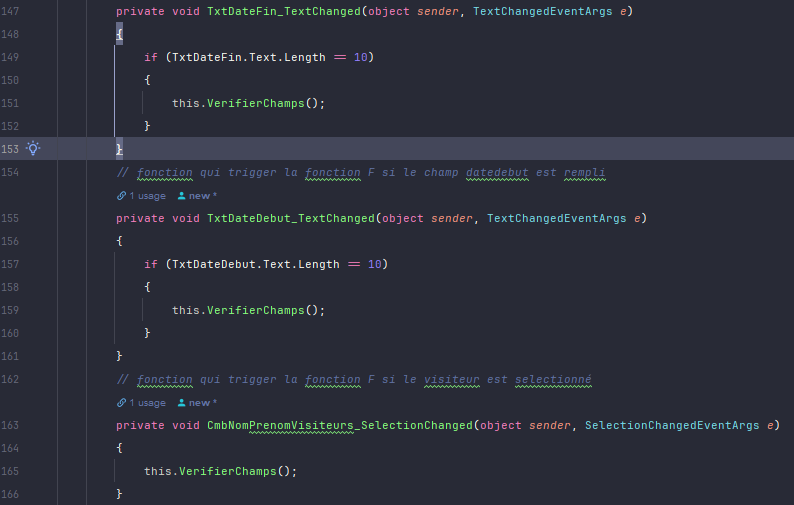 147 private void TxtDateFin_TextChanged(object sender, TextChangedEventArgs e)
148 {
149 if (TxtDateFin.Text.Length == 10)
150 {
151 this.VerifierChamps();
152 }
153 }
154 // fonction qui trigger la fonction F si le champ datedebut est rempli
1 usage new *
155 private void TxtDateDebut_TextChanged(object sender, TextChangedEventArgs e)
156 {
157 if (TxtDateDebut.Text.Length == 10)
158 {
159 this.VerifierChamps();
160 }
161 }
162 // fonction qui trigger la fonction F si le visiteur est selectionné
1 usage new *
163 private void CmbNomPrenomVisiteurs_SelectionChanged(object sender, SelectionChangedEventArgs e)
164 {
165 this.VerifierChamps();
166 }